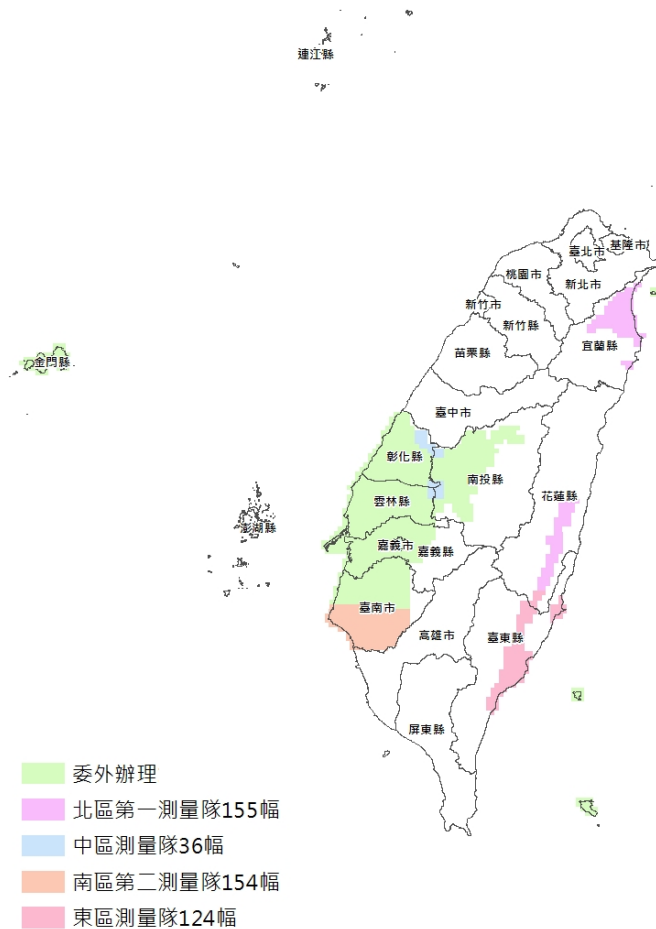 連江縣
基隆市
臺北市
桃園市
新北市
新竹市
新竹縣
宜蘭縣
苗栗縣
金門縣
臺中市
彰化縣
南投縣
花蓮縣
雲林縣
澎湖縣
嘉義市
嘉義縣
臺南市
高雄市
臺東縣
屏東縣
委外辦理
北區第一測量隊155幅
中區測量隊36幅
南區第二測量隊154幅
東區測量隊124幅